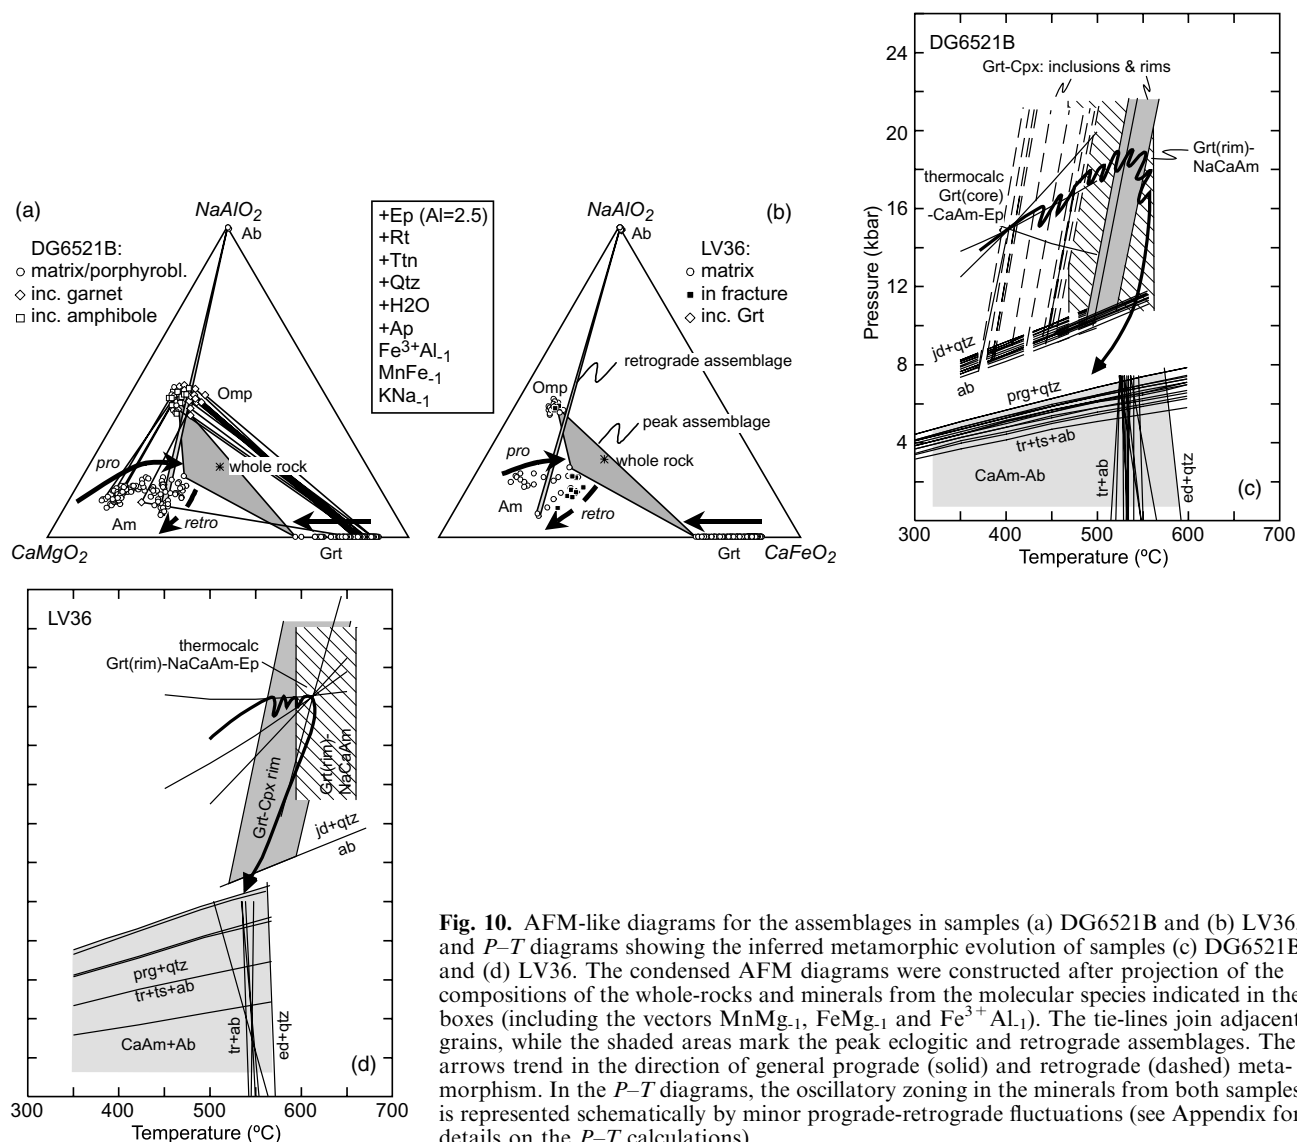 (a)
NaAlO2
Ab
DG6521B:
matrix/porphyrobl.
inc. garnet
inc. amphibole
Omp
pro
whole rock
Am
retro
CaMgO2
Grt
+Ep (Al=2.5)
+Rt
+Ttn
+Qtz
+H2O
+Ap
Fe3+Al-1
MnFe-1
KNa-1
(b)
NaAlO2
Ab
LV36:
matrix
in fracture
inc. Grt
retrograde assemblage
Omp
peak assemblage
pro
whole rock
Am
retro
Grt
CaFeO2
DG6521B
Grt-Cpx: inclusions & rims
Grt(rim)-
NaCaAm
thermocalc
Grt(core)
-CaAm-Ep
jd+qtz
ab
prg+qtz
tr+ts+ab
CaAm-Ab
tr+ab
ed+qtz
(c)
24
20
16
12
8
4
Pressure (kbar)
300 400 500 600 700
Temperature (ºC)
LV36
thermocalc
Grt(rim)-NaCaAm-Ep
Grt(rim)-
NaCaAm
Grt-Cpx rim
jd+qtz
ab
prg+qtz
tr+ts+ab
CaAm+Ab
tr+ab
ed+qtz
(d)
300 400 500 600 700
Temperature (ºC)
Fig. 10. AFM-like diagrams for the assemblages in samples (a) DG6521B and (b) LV36,
and P–T diagrams showing the inferred metamorphic evolution of samples (c) DG6521B
and (d) LV36. The condensed AFM diagrams were constructed after projection of the
compositions of the whole-rocks and minerals from the molecular species indicated in the
boxes (including the vectors MnMg-1, FeMg-1 and Fe3+Al-1). The tie-lines join adjacent
grains, while the shaded areas mark the peak eclogitic and retrograde assemblages. The
arrows trend in the direction of general prograde (solid) and retrograde (dashed) meta-
morphism. In the P–T diagrams, the oscillatory zoning in the minerals from both samples
is represented schematically by minor prograde-retrograde fluctuations (see Appendix for
details on the P–T calculations).